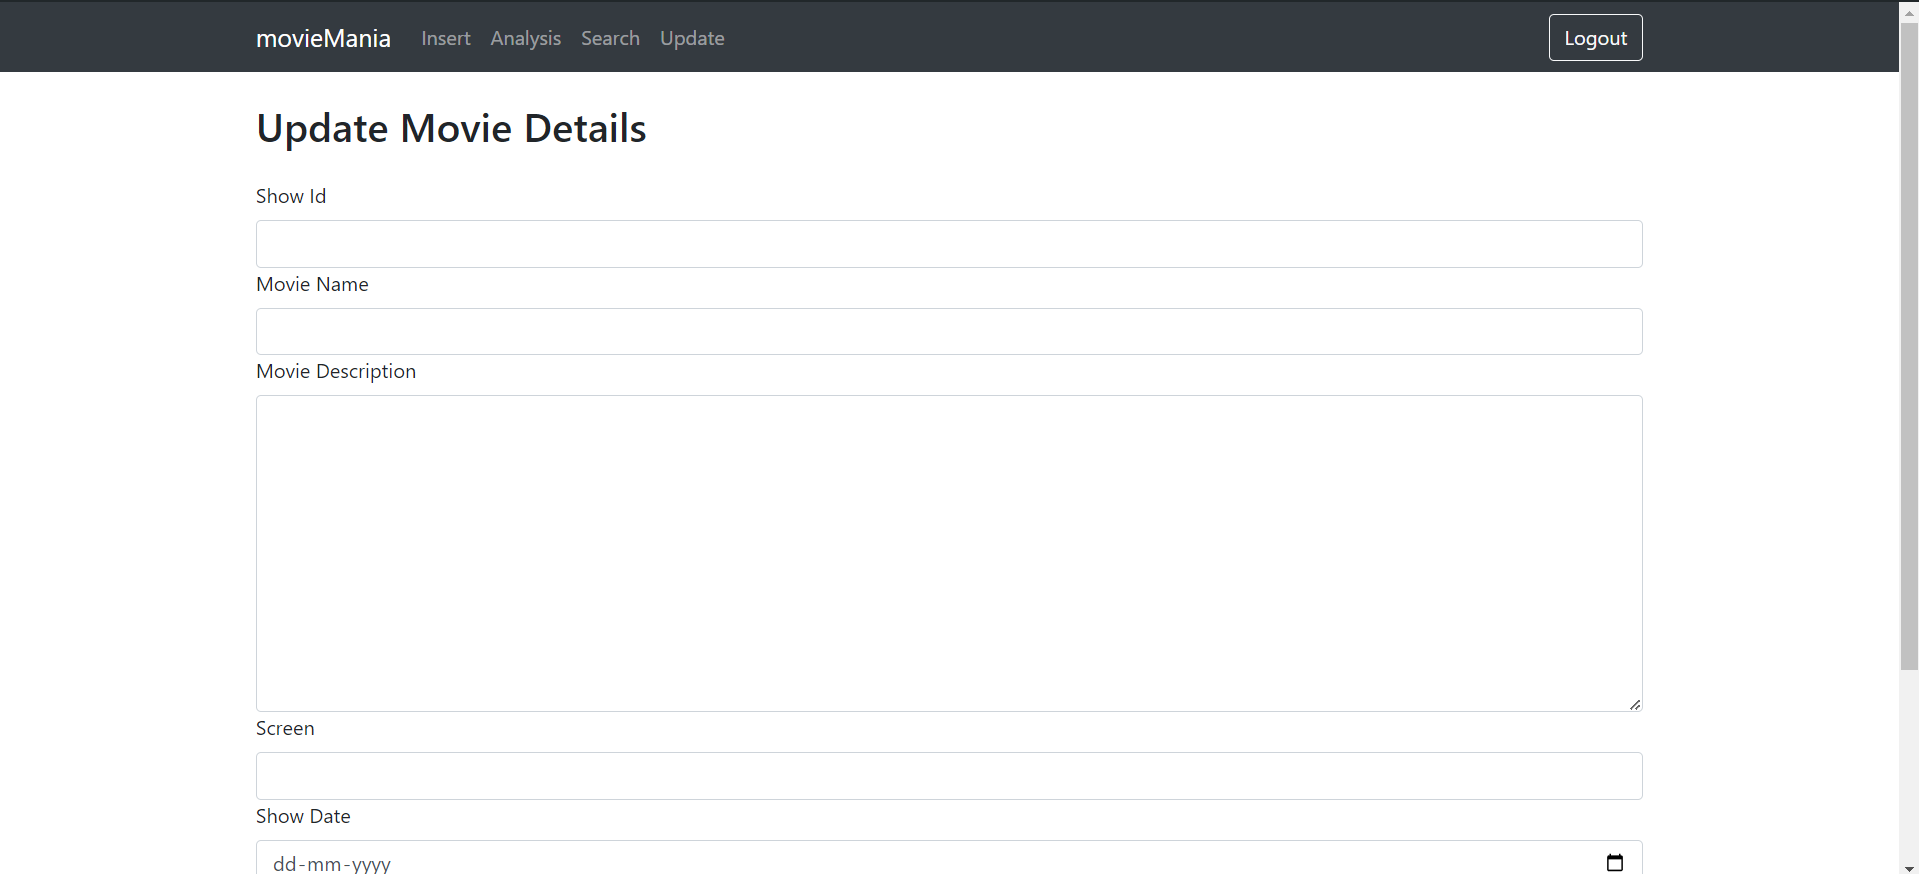 movieMania Insert Analysis Search Update Logout
Update Movie Details
Show Id
Movie Name
Movie Description
Screen
Show Date
dd-mm-yyyy